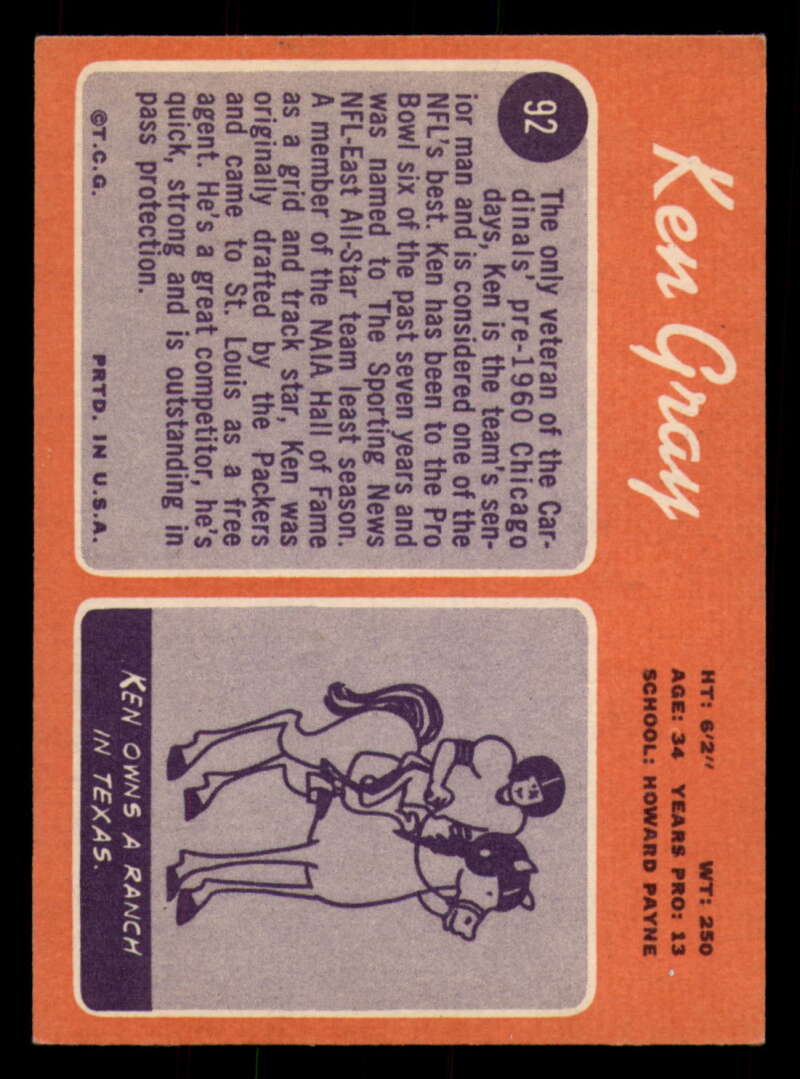 Ken Gray
HT: 6'2" WT: 250
AGE: 34 YEARS PRO: 13
SCHOOL: HOWARD PAYNE
92
The only veteran of the Car-
dinals' pre-1960 Chicago
days, Ken is the team's sen-
ior man and is considered one of the
NFL's best. Ken has been to the Pro
Bowl six of the past seven years and
was named to The Sporting News
NFL-East All-Star team least season.
A member of the NAIA Hall of Fame
as a grid and track star, Ken was
originally drafted by the Packers
and came to St. Louis as a free
agent. He's a great competitor, he's
quick, strong and is outstanding in
pass protection.
©T.C.G. PRTD. IN U.S.A.
KEN OWNS A RANCH
IN TEXAS.